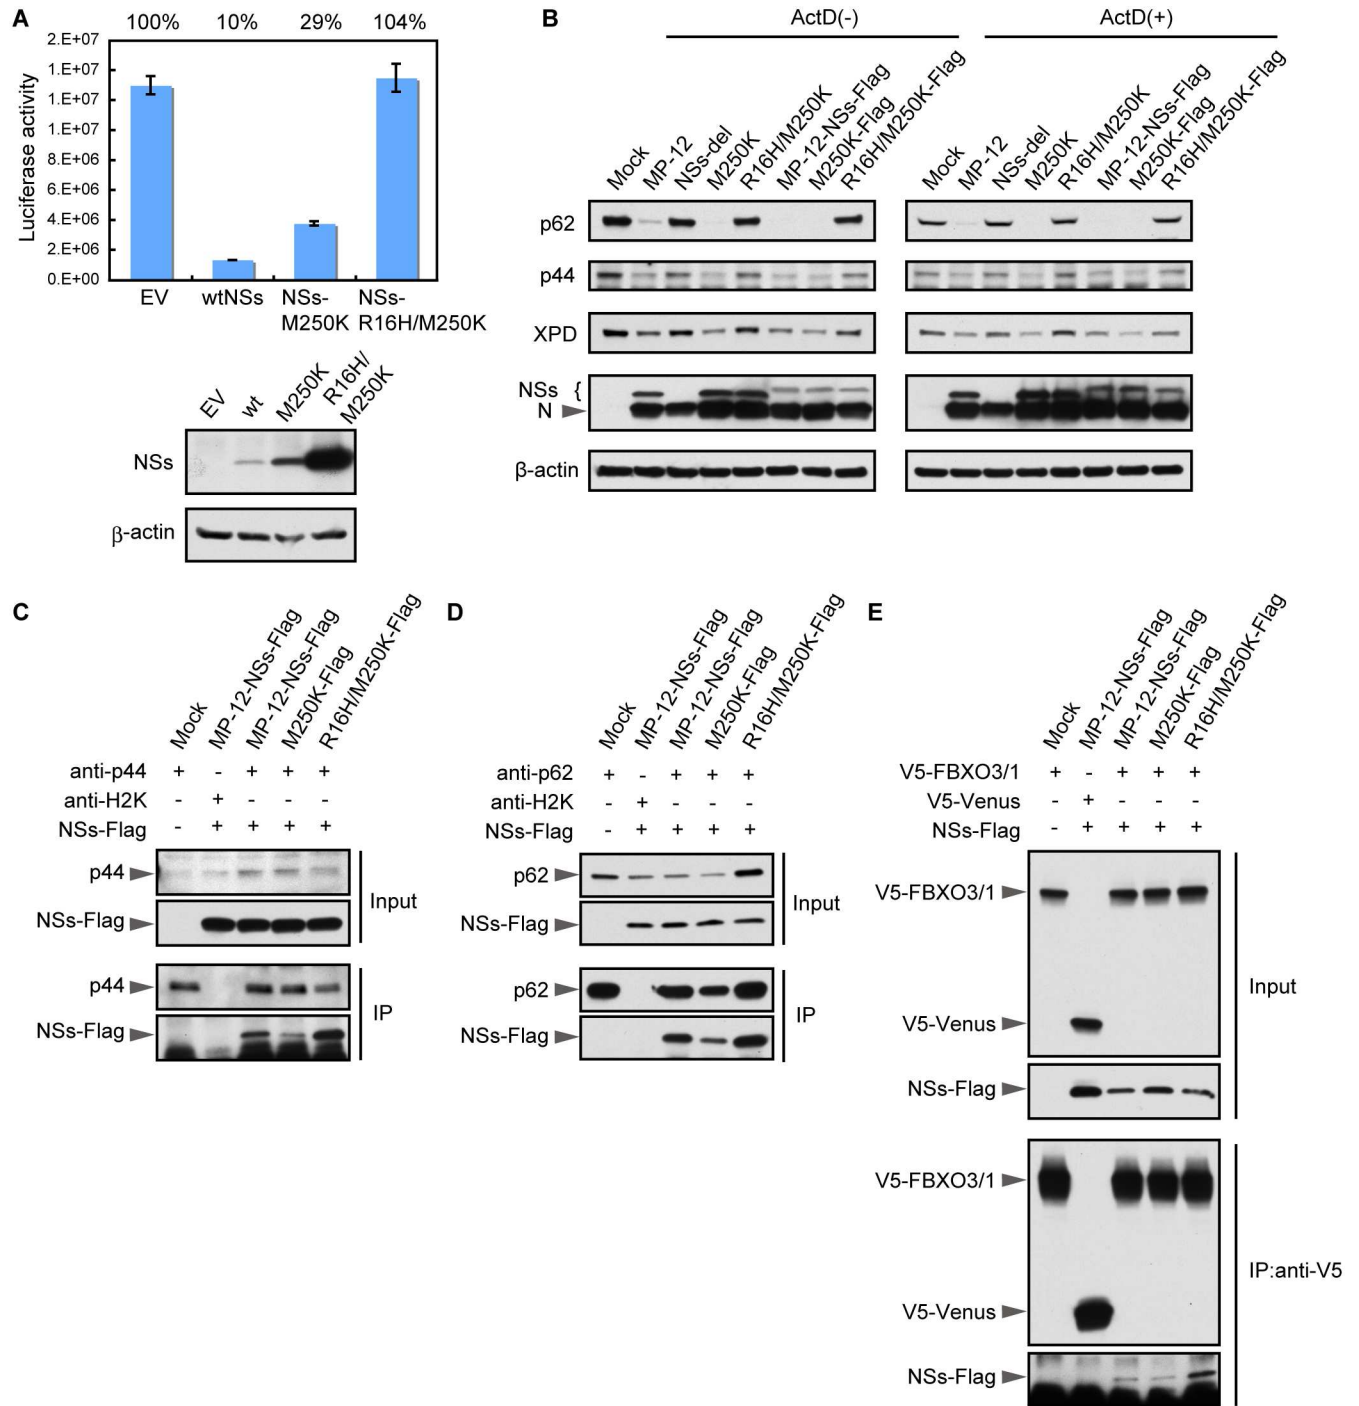 A
100% 10% 29% 104%
Luciferase activity
2.E+07
1.E+07
1.E+07
8.E+06
6.E+06
4.E+06
2.E+06
0.E+00
EV wtNSs NSs- NSs-
M250K R16H/M250K
EV wt M250K R16H/
M250K
NSs
β-actin
B
ActD(-) ActD(+)
Mock MP-12 NSs-del M250K R16H/M250K MP-12-NSs-Flag M250K-Flag R16H/M250K-Flag
Mock MP-12 NSs-del M250K R16H/M250K MP-12-NSs-Flag M250K-Flag R16H/M250K-Flag
p62
p44
XPD
NSs {
N
β-actin
C
Mock MP-12-NSs-Flag MP-12-NSs-Flag M250K-Flag R16H/M250K-Flag
anti-p44 + - + + +
anti-H2K - + - - -
NSs-Flag - + + + +
p44
NSs-Flag
Input
p44
NSs-Flag
IP
D
Mock MP-12-NSs-Flag MP-12-NSs-Flag M250K-Flag R16H/M250K-Flag
anti-p62 + - + + +
anti-H2K - + - - -
NSs-Flag - + + + +
p62
NSs-Flag
Input
p62
NSs-Flag
IP
E
Mock MP-12-NSs-Flag MP-12-NSs-Flag M250K-Flag R16H/M250K-Flag
V5-FBXO3/1 + - + + +
V5-Venus - + - - -
NSs-Flag - + + + +
V5-FBXO3/1
V5-Venus
NSs-Flag
Input
V5-FBXO3/1
V5-Venus
NSs-Flag
IP:anti-V5